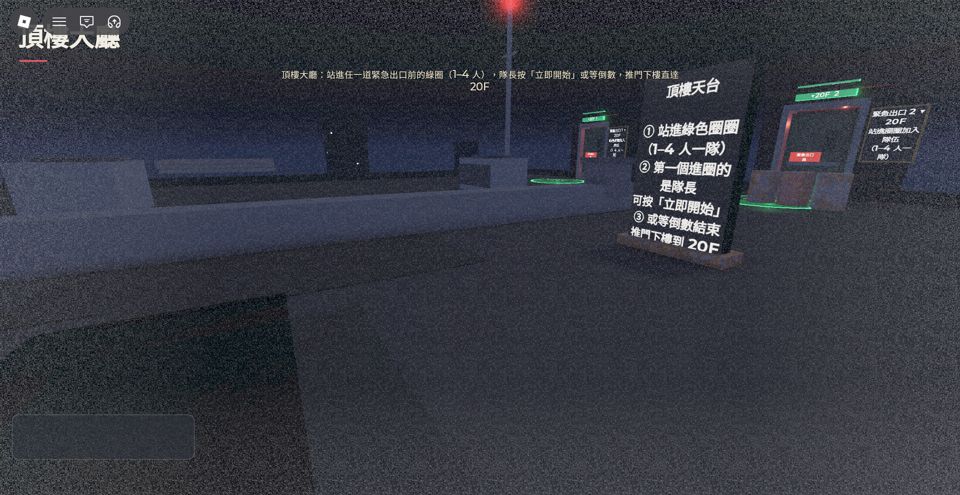 頂樓大廳
頂樓大廳：站進任一道緊急出口前的綠圈（1–4 人），隊長按「立即開始」或等倒數，推門下樓直達
20F
頂樓天台
① 站進綠色圈圈
（1–4 人一隊）
② 第一個進圈的
是隊長
可按「立即開始」
③ 或等倒數結束
推門下樓到 20F
20F 2
緊急出口 2
20F
站進圈圈加入
隊伍
（1–4 人一
隊）
緊急出口